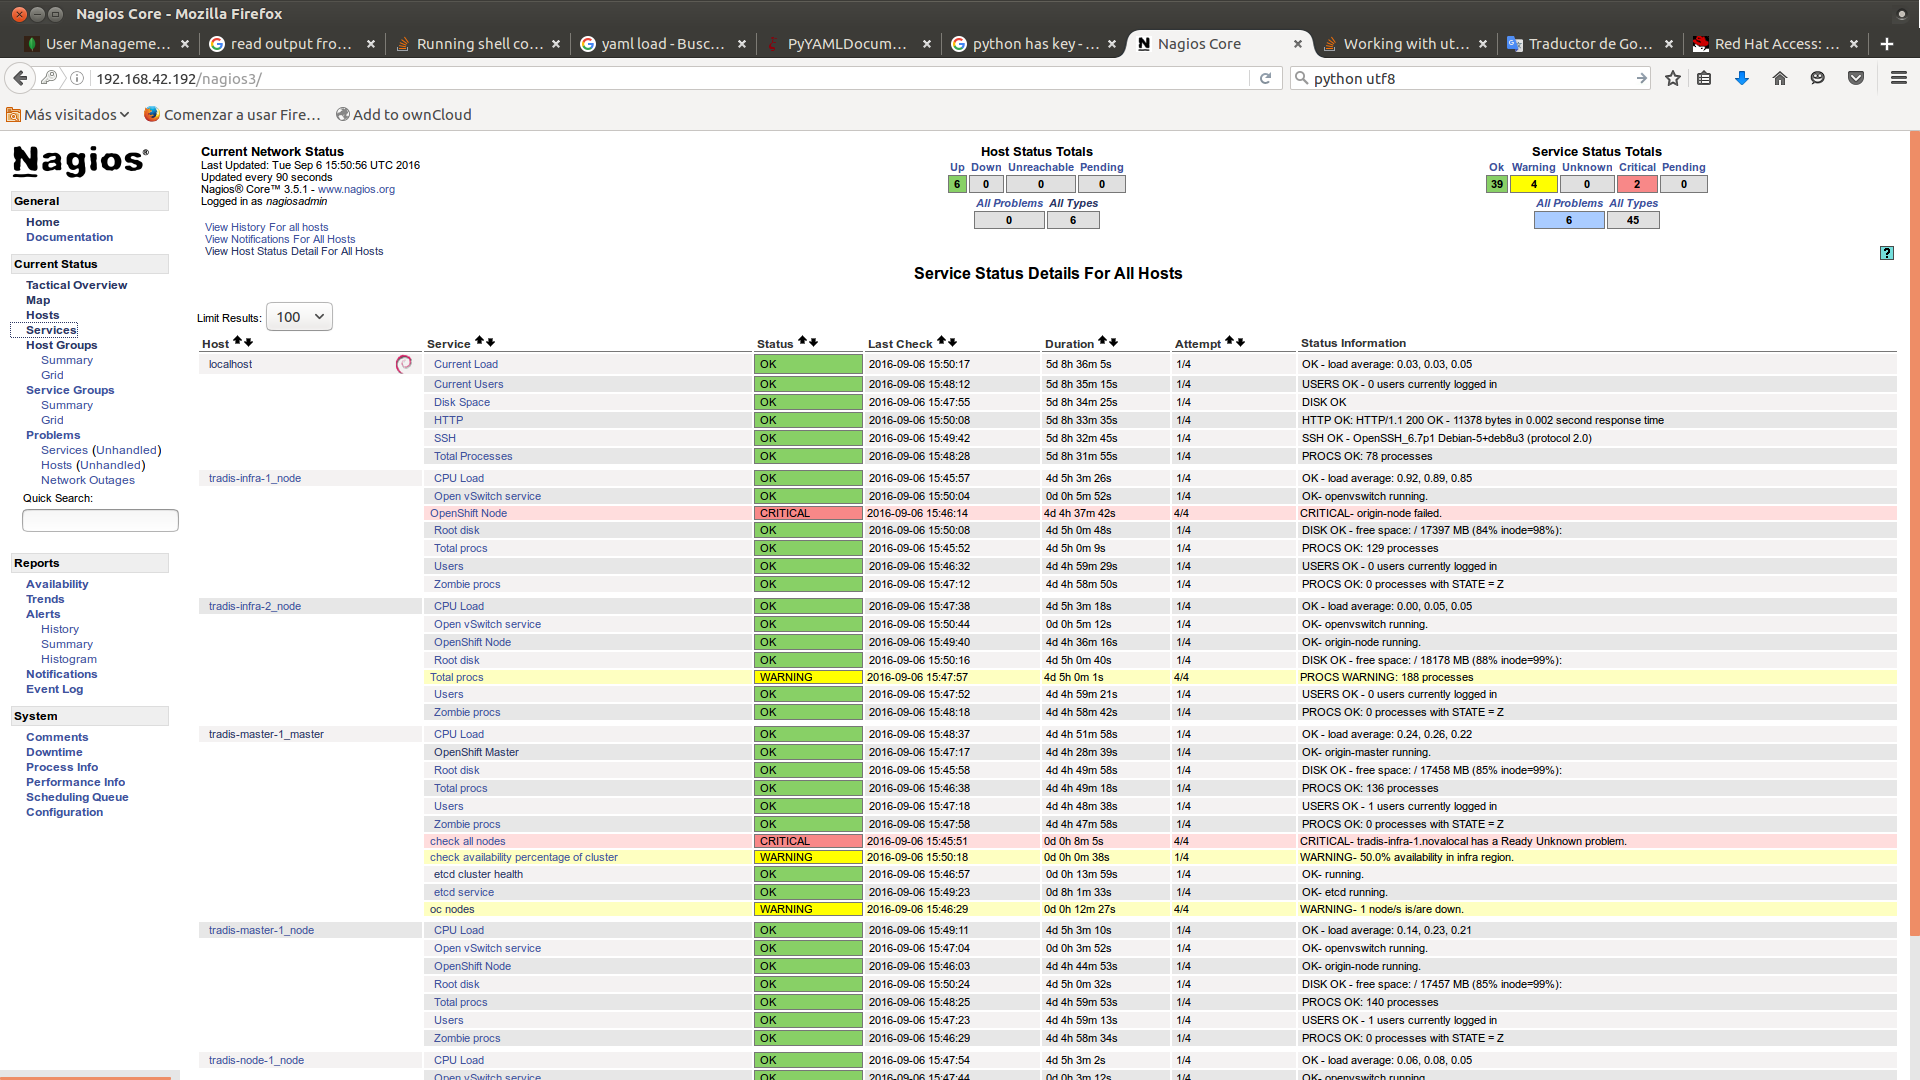 Nagios Core - Mozilla Firefox
User Manageme… × read output fro… × Running shell co… × yaml load - Busc… × PyYAMLDocum… × python has key - … × Nagios Core × Working with ut… × Traductor de Go… × Red Hat Access: … ×
192.168.42.192/nagios3/ python utf8
Más visitados Comenzar a usar Fire… Add to ownCloud
Nagios®
General
Home
Documentation
Current Status
Tactical Overview
Map
Hosts
Services
Host Groups
Summary
Grid
Service Groups
Summary
Grid
Problems
Services (Unhandled)
Hosts (Unhandled)
Network Outages
Quick Search:
Reports
Availability
Trends
Alerts
History
Summary
Histogram
Notifications
Event Log
System
Comments
Downtime
Process Info
Performance Info
Scheduling Queue
Configuration
Current Network Status
Last Updated: Tue Sep 6 15:50:56 UTC 2016
Updated every 90 seconds
Nagios® Core™ 3.5.1 - www.nagios.org
Logged in as nagiosadmin
View History For all hosts
View Notifications For All Hosts
View Host Status Detail For All Hosts
Host Status Totals
Up Down Unreachable Pending
6 0 0 0
All Problems All Types
0 6
Service Status Totals
Ok Warning Unknown Critical Pending
39 4 0 2 0
All Problems All Types
6 45
?
Service Status Details For All Hosts
Limit Results: 100
Host Service Status Last Check Duration Attempt Status Information
localhost Current Load OK 2016-09-06 15:50:17 5d 8h 36m 5s 1/4 OK - load average: 0.03, 0.03, 0.05
Current Users OK 2016-09-06 15:48:12 5d 8h 35m 15s 1/4 USERS OK - 0 users currently logged in
Disk Space OK 2016-09-06 15:47:55 5d 8h 34m 25s 1/4 DISK OK
HTTP OK 2016-09-06 15:50:08 5d 8h 33m 35s 1/4 HTTP OK: HTTP/1.1 200 OK - 11378 bytes in 0.002 second response time
SSH OK 2016-09-06 15:49:42 5d 8h 32m 45s 1/4 SSH OK - OpenSSH_6.7p1 Debian-5+deb8u3 (protocol 2.0)
Total Processes OK 2016-09-06 15:48:28 5d 8h 31m 55s 1/4 PROCS OK: 78 processes
tradis-infra-1_node CPU Load OK 2016-09-06 15:45:57 4d 5h 3m 26s 1/4 OK - load average: 0.92, 0.89, 0.85
Open vSwitch service OK 2016-09-06 15:50:04 0d 0h 5m 52s 1/4 OK- openvswitch running.
OpenShift Node CRITICAL 2016-09-06 15:46:14 4d 4h 37m 42s 4/4 CRITICAL- origin-node failed.
Root disk OK 2016-09-06 15:50:08 4d 5h 0m 48s 1/4 DISK OK - free space: / 17397 MB (84% inode=98%):
Total procs OK 2016-09-06 15:45:52 4d 5h 0m 9s 1/4 PROCS OK: 129 processes
Users OK 2016-09-06 15:46:32 4d 4h 59m 29s 1/4 USERS OK - 0 users currently logged in
Zombie procs OK 2016-09-06 15:47:12 4d 4h 58m 50s 1/4 PROCS OK: 0 processes with STATE = Z
tradis-infra-2_node CPU Load OK 2016-09-06 15:47:38 4d 5h 3m 18s 1/4 OK - load average: 0.00, 0.05, 0.05
Open vSwitch service OK 2016-09-06 15:50:44 0d 0h 5m 12s 1/4 OK- openvswitch running.
OpenShift Node OK 2016-09-06 15:49:40 4d 4h 36m 16s 1/4 OK- origin-node running.
Root disk OK 2016-09-06 15:50:16 4d 5h 0m 40s 1/4 DISK OK - free space: / 18178 MB (88% inode=99%):
Total procs WARNING 2016-09-06 15:47:57 4d 5h 0m 1s 4/4 PROCS WARNING: 188 processes
Users OK 2016-09-06 15:47:52 4d 4h 59m 21s 1/4 USERS OK - 0 users currently logged in
Zombie procs OK 2016-09-06 15:48:18 4d 4h 58m 42s 1/4 PROCS OK: 0 processes with STATE = Z
tradis-master-1_master CPU Load OK 2016-09-06 15:48:37 4d 4h 51m 58s 1/4 OK - load average: 0.24, 0.26, 0.22
OpenShift Master OK 2016-09-06 15:47:17 4d 4h 28m 39s 1/4 OK- origin-master running.
Root disk OK 2016-09-06 15:45:58 4d 4h 49m 58s 1/4 DISK OK - free space: / 17458 MB (85% inode=99%):
Total procs OK 2016-09-06 15:46:38 4d 4h 49m 18s 1/4 PROCS OK: 136 processes
Users OK 2016-09-06 15:47:18 4d 4h 48m 38s 1/4 USERS OK - 1 users currently logged in
Zombie procs OK 2016-09-06 15:47:58 4d 4h 47m 58s 1/4 PROCS OK: 0 processes with STATE = Z
check all nodes CRITICAL 2016-09-06 15:45:51 0d 0h 8m 5s 4/4 CRITICAL- tradis-infra-1.novalocal has a Ready Unknown problem.
check availability percentage of cluster WARNING 2016-09-06 15:50:18 0d 0h 0m 38s 1/4 WARNING- 50.0% availability in infra region.
etcd cluster health OK 2016-09-06 15:46:57 0d 0h 13m 59s 1/4 OK- running.
etcd service OK 2016-09-06 15:49:23 0d 8h 1m 33s 1/4 OK- etcd running.
oc nodes WARNING 2016-09-06 15:46:29 0d 0h 12m 27s 4/4 WARNING- 1 node/s is/are down.
tradis-master-1_node CPU Load OK 2016-09-06 15:49:11 4d 5h 3m 10s 1/4 OK - load average: 0.14, 0.23, 0.21
Open vSwitch service OK 2016-09-06 15:47:04 0d 0h 3m 52s 1/4 OK- openvswitch running.
OpenShift Node OK 2016-09-06 15:46:03 4d 4h 44m 53s 1/4 OK- origin-node running.
Root disk OK 2016-09-06 15:50:24 4d 5h 0m 32s 1/4 DISK OK - free space: / 17457 MB (85% inode=99%):
Total procs OK 2016-09-06 15:48:25 4d 4h 59m 53s 1/4 PROCS OK: 140 processes
Users OK 2016-09-06 15:47:23 4d 4h 59m 13s 1/4 USERS OK - 1 users currently logged in
Zombie procs OK 2016-09-06 15:46:29 4d 4h 58m 34s 1/4 PROCS OK: 0 processes with STATE = Z
tradis-node-1_node CPU Load OK 2016-09-06 15:47:54 4d 5h 3m 2s 1/4 OK - load average: 0.06, 0.08, 0.05
Open vSwitch service OK 2016-09-06 15:47:44 0d 0h 3m 12s 1/4 OK- openvswitch running.